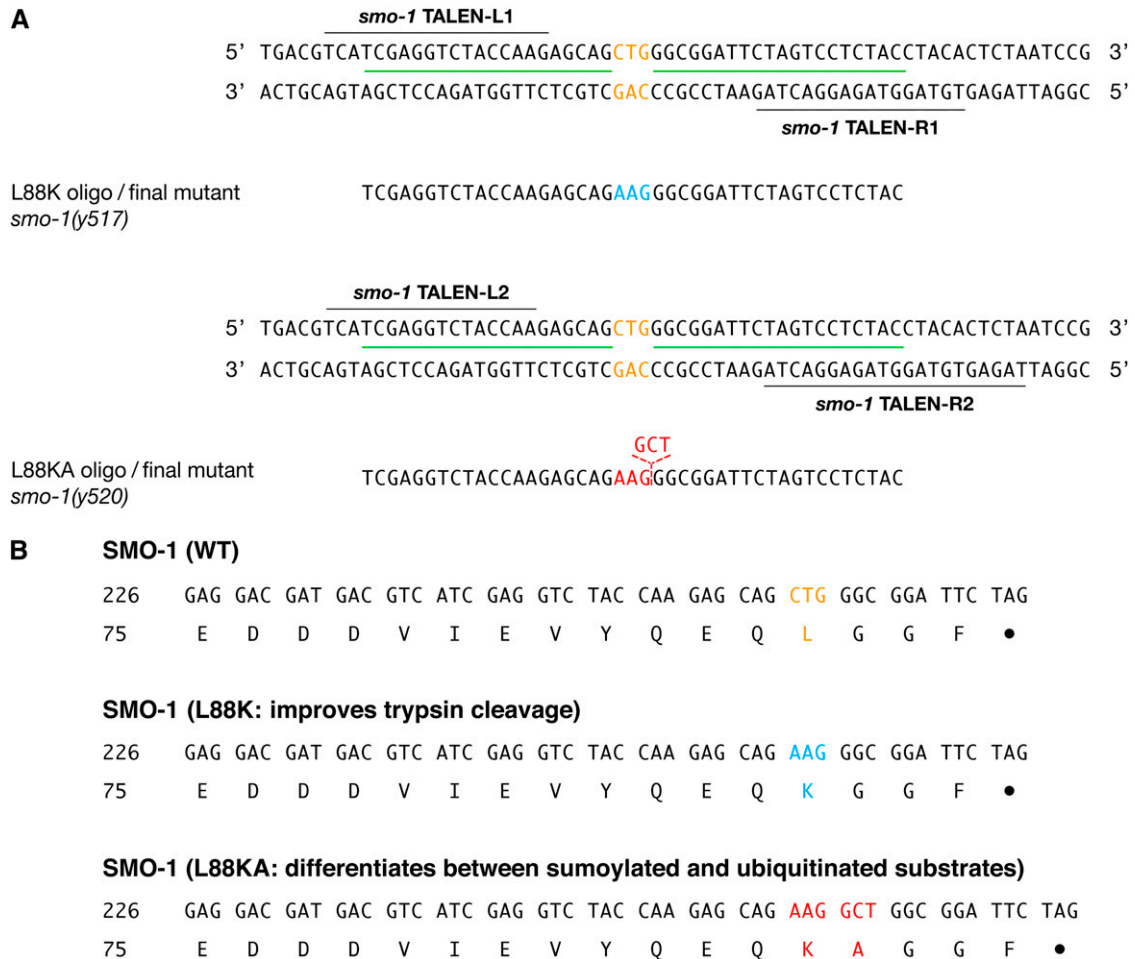 A
smo-1 TALEN-L1
5’ TGACGTCATCGAGGTCTACCAAGAGCAGCTGGGCGGATTCTAGTCCTCTACCTACACTCTAATCCG 3’
3’ ACTGCAGTAGCTCCAGATGGTTCTCGTCGACCCGCCTAAGATCAGGAGATGGATGTGAGATTAGGC 5’
smo-1 TALEN-R1
L88K oligo / final mutant TCGAGGTCTACCAAGAGCAGAAGGGCGGATTCTAGTCCTCTAC
smo-1(y517)
smo-1 TALEN-L2
5’ TGACGTCATCGAGGTCTACCAAGAGCAGCTGGGCGGATTCTAGTCCTCTACCTACACTCTAATCCG 3’
3’ ACTGCAGTAGCTCCAGATGGTTCTCGTCGACCCGCCTAAGATCAGGAGATGGATGTGAGATTAGGC 5’
smo-1 TALEN-R2
GCT
L88KA oligo / final mutant TCGAGGTCTACCAAGAGCAGAAGGGCGGATTCTAGTCCTCTAC
smo-1(y520)
B SMO-1 (WT)
226 GAG GAC GAT GAC GTC ATC GAG GTC TAC CAA GAG CAG CTG GGC GGA TTC TAG
75 E D D D V I E V Y Q E Q L G G F •
SMO-1 (L88K: improves trypsin cleavage)
226 GAG GAC GAT GAC GTC ATC GAG GTC TAC CAA GAG CAG AAG GGC GGA TTC TAG
75 E D D D V I E V Y Q E Q K G G F •
SMO-1 (L88KA: differentiates between sumoylated and ubiquitinated substrates)
226 GAG GAC GAT GAC GTC ATC GAG GTC TAC CAA GAG CAG AAG GCT GGC GGA TTC TAG
75 E D D D V I E V Y Q E Q K A G G F •